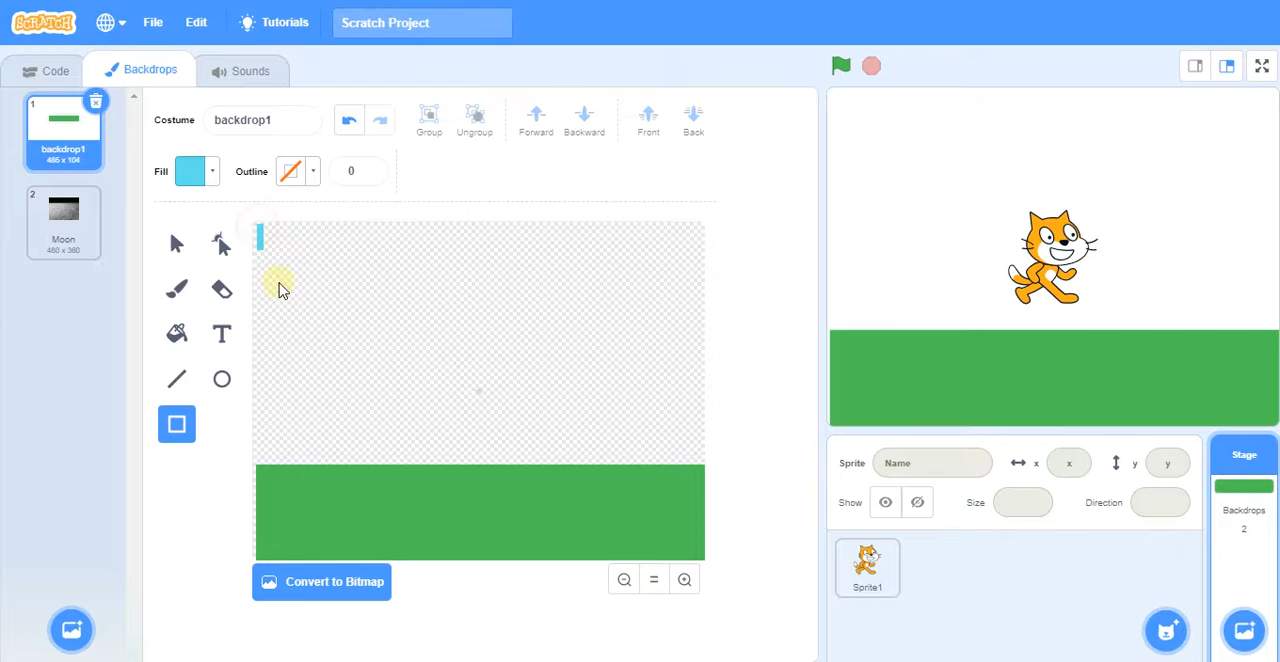 SCRATCH File Edit Tutorials Scratch Project
Code Backdrops Sounds
1
backdrop1
485 x 104
2
Moon
480 x 360
Costume backdrop1 Group Ungroup Forward Backward Front Back
Fill Outline 0
T
Convert to Bitmap
Sprite Name x x y y
Show Size Direction
Sprite1
Stage
Backdrops
2